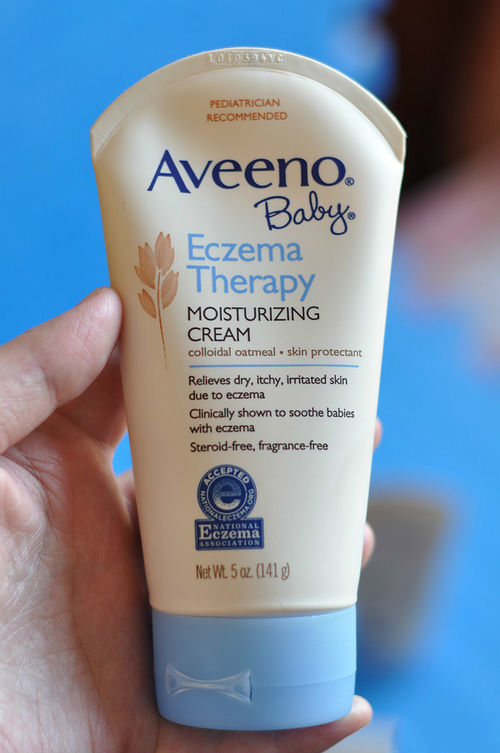 PEDIATRICIAN
RECOMMENDED
AVEENO®
Baby®
Eczema
Therapy
MOISTURIZING
CREAM
colloidal oatmeal • skin protectant
Relieves dry, itchy, irritated skin
due to eczema
Clinically shown to soothe babies
with eczema
Steroid-free, fragrance-free
ACCEPTED
NATIONALECZEMA.ORG
NATIONAL
Eczema
ASSOCIATION
Net Wt. 5 oz. (141 g)